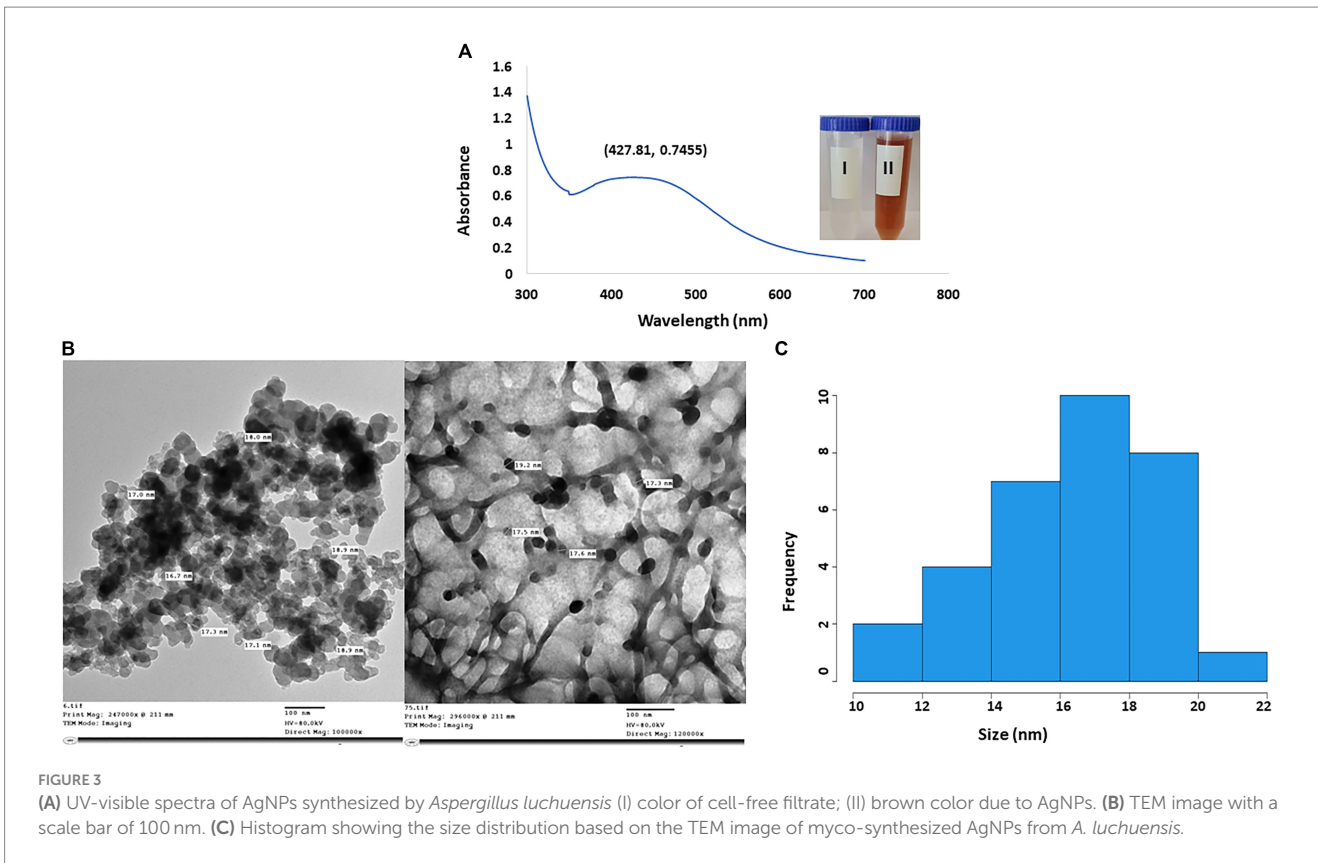 A
1.6
1.4
1.2
1
0.8
0.6
0.4
0.2
0
Absorbance
(427.81, 0.7455)
I
II
300 400 500 600 700 800
Wavelength (nm)
B
18.0 nm
17.0 nm
18.9 nm
16.7 nm
17.3 nm
17.1 nm
18.9 nm
6.tif
Print Mag: 247000x @ 211 mm
TEM Mode: Imaging
100 nm
HV=80.0kV
Direct Mag: 100000x
19.2 nm
17.3 nm
17.5 nm
17.6 nm
75.tif
Print Mag: 296000x @ 211 mm
TEM Mode: Imaging
100 nm
HV=80.0kV
Direct Mag: 120000x
C
10
8
6
4
2
0
Frequency
10 12 14 16 18 20 22
Size (nm)
FIGURE 3
(A) UV-visible spectra of AgNPs synthesized by Aspergillus luchuensis (I) color of cell-free filtrate; (II) brown color due to AgNPs. (B) TEM image with a
scale bar of 100 nm. (C) Histogram showing the size distribution based on the TEM image of myco-synthesized AgNPs from A. luchuensis.